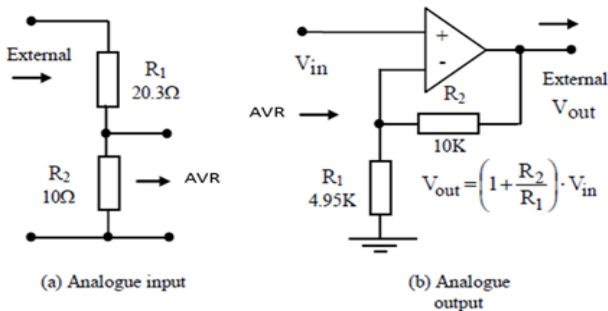 External
R1
20.3Ω
R2
10Ω
AVR
(a) Analogue input
+
-
Vin
External
Vout
AVR
R2
10K
R1
4.95K
Vout = (1 + R2/R1) · Vin
(b) Analogue
output